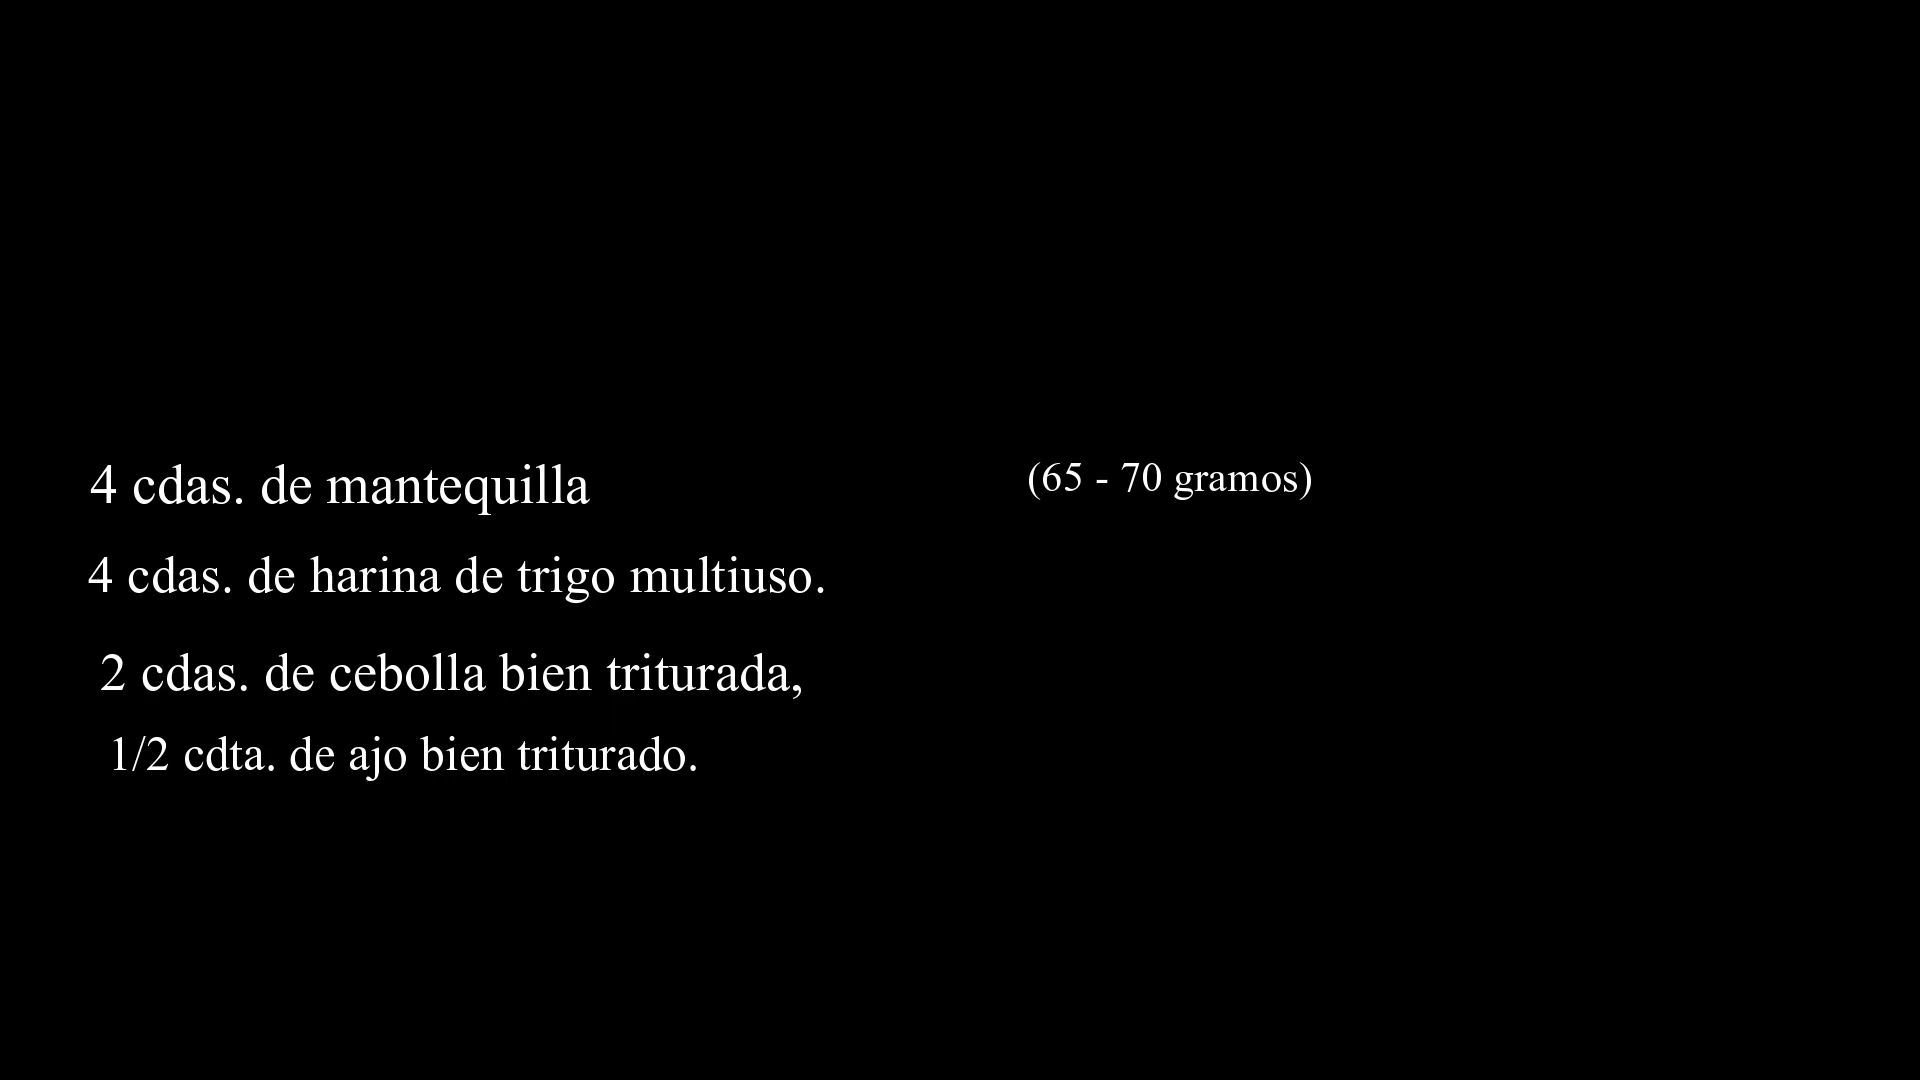 4 cdas. de mantequilla (65 - 70 gramos)
4 cdas. de harina de trigo multiuso.
2 cdas. de cebolla bien triturada,
1/2 cdta. de ajo bien triturado.